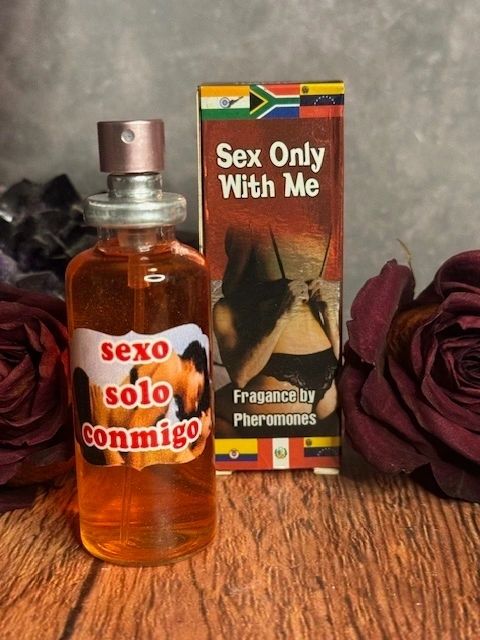 Sex Only
With Me
Fragance by
Pheromones
sexo
solo
conmigo